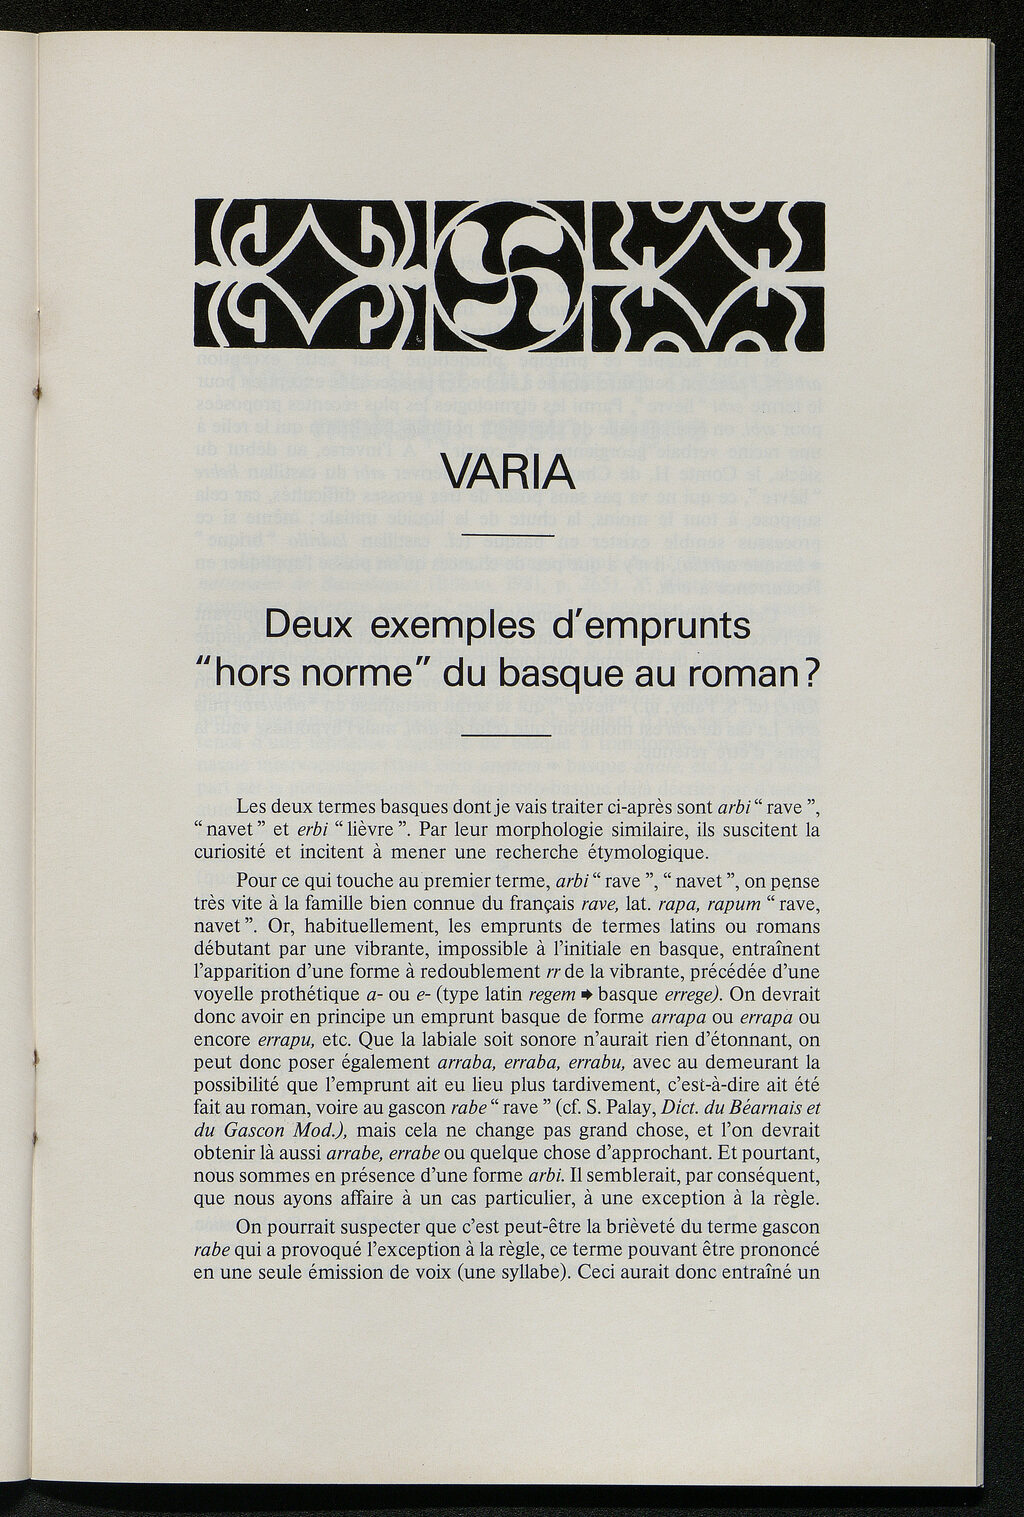 VARIA
Deux exemples d'emprunts
"hors norme" du basque au roman?
Les deux termes basques dont je vais traiter ci-après sont arbi “ rave ”,
“ navet ” et erbi “ lièvre ”. Par leur morphologie similaire, ils suscitent la
curiosité et incitent à mener une recherche étymologique.
Pour ce qui touche au premier terme, arbi “ rave ”, “ navet ”, on pense
très vite à la famille bien connue du français rave, lat. rapa, rapum “ rave,
navet ”. Or, habituellement, les emprunts de termes latins ou romans
débutant par une vibrante, impossible à l’initiale en basque, entraînent
l’apparition d’une forme à redoublement rr de la vibrante, précédée d’une
voyelle prothétique a- ou e- (type latin regem ➧ basque errege). On devrait
donc avoir en principe un emprunt basque de forme arrapa ou errapa ou
encore errapu, etc. Que la labiale soit sonore n’aurait rien d’étonnant, on
peut donc poser également arraba, erraba, errabu, avec au demeurant la
possibilité que l’emprunt ait eu lieu plus tardivement, c’est-à-dire ait été
fait au roman, voire au gascon rabe “ rave ” (cf. S. Palay, Dict. du Béarnais et
du Gascon Mod.), mais cela ne change pas grand chose, et l’on devrait
obtenir là aussi arrabe, errabe ou quelque chose d’approchant. Et pourtant,
nous sommes en présence d’une forme arbi. Il semblerait, par conséquent,
que nous ayons affaire à un cas particulier, à une exception à la règle.
On pourrait suspecter que c’est peut-être la brièveté du terme gascon
rabe qui a provoqué l’exception à la règle, ce terme pouvant être prononcé
en une seule émission de voix (une syllabe). Ceci aurait donc entraîné un